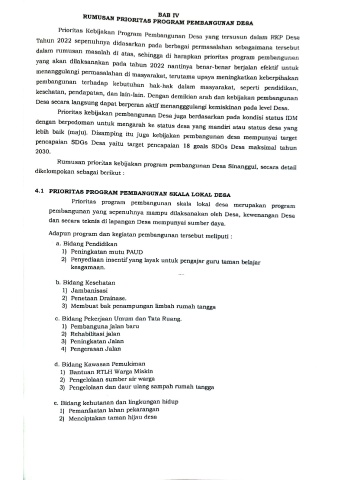 BAB IV
RUMUSAN PRIORITAS PROGRAM PEMBANGUNAN DESA
Prioritas Kebijakan Program Pembangunan Desa yang tersusun dalam RKP Desa
Tahun 2022 sepenuhnya didasarkan pada berbagai permasalahan sebagaimana tersebut
dalam rumusan masalah di atas, sehingga di harapkan prioritas program pembangunan
yang akan dilaksanakan pada tahun 2022 nantinya benar-benar berjalan efektif untuk
menanggulangi permasalahan di masyarakat, terutama upaya meningkatkan keberpihakan
pembangunan terhadap kebutuhan hak-hak dalam masyarakat, seperti pendidikan,
kesehatan, pendapatan, dan lain-lain. Dengan demikian arah dan kebijakan pembangunan
Desa secara langsung dapat berperan aktif menanggulangi kemiskinan pada level Desa.
Prioritas kebijakan pembangunan Desa juga berdasarkan pada kondisi status IDM
dengan berpodoman untuk mengarah ke status desa yang mandiri atau status desa yang
lebih baik (maju). Disamping itu juga kebijakan pembangunan desa mempunyai target
pencapaian SDGs Desa yaitu target pencapaian 18 goals SDGs Desa maksimal tahun
2030.
Rumusan prioritas kebijakan program pembangunan Desa Sinanggul, secara detail
dikelompokan sebagai berikut :
4.1 PRIORITAS PROGRAM PEMBANGUNAN SKALA LOKAL DESA
Prioritas program pembangunan skala lokal desa merupakan program
pembangunan yang sepenuhnya mampu dilaksanakan oleh Desa, kewenangan Desa
dan secara teknis di lapangan Desa mempunyai sumber daya.
Adapun program dan kegiatan pembangunan tersebut meliputi :
a. Bidang Pendidikan
1) Peningkatan mutu PAUD
2) Penyediaan insentif yang layak untuk pengajar guru taman belajar
keagamaan.
b. Bidang Kesehatan
1) Jambanisasi
2) Penetaan Drainase.
3) Membuat bak penampungan limbah rumah tangga
c. Bidang Pekerjaan Umum dan Tata Ruang.
1) Pembanguna jalan baru
2) Rehabilitasi jalan
3) Peningkatan Jalan
4) Pengerasan Jalan
d. Bidang Kawasan Pemukiman
1) Bantuan RTLH Warga Miskin
2) Pengelolaan sumber air warga
3) Pengelolaan dan daur ulang sampah rumah tangga
e. Bidang kehutanan dan lingkungan hidup
1) Pemanfaatan lahan pekarangan
2) Menciptakan taman hijau desa